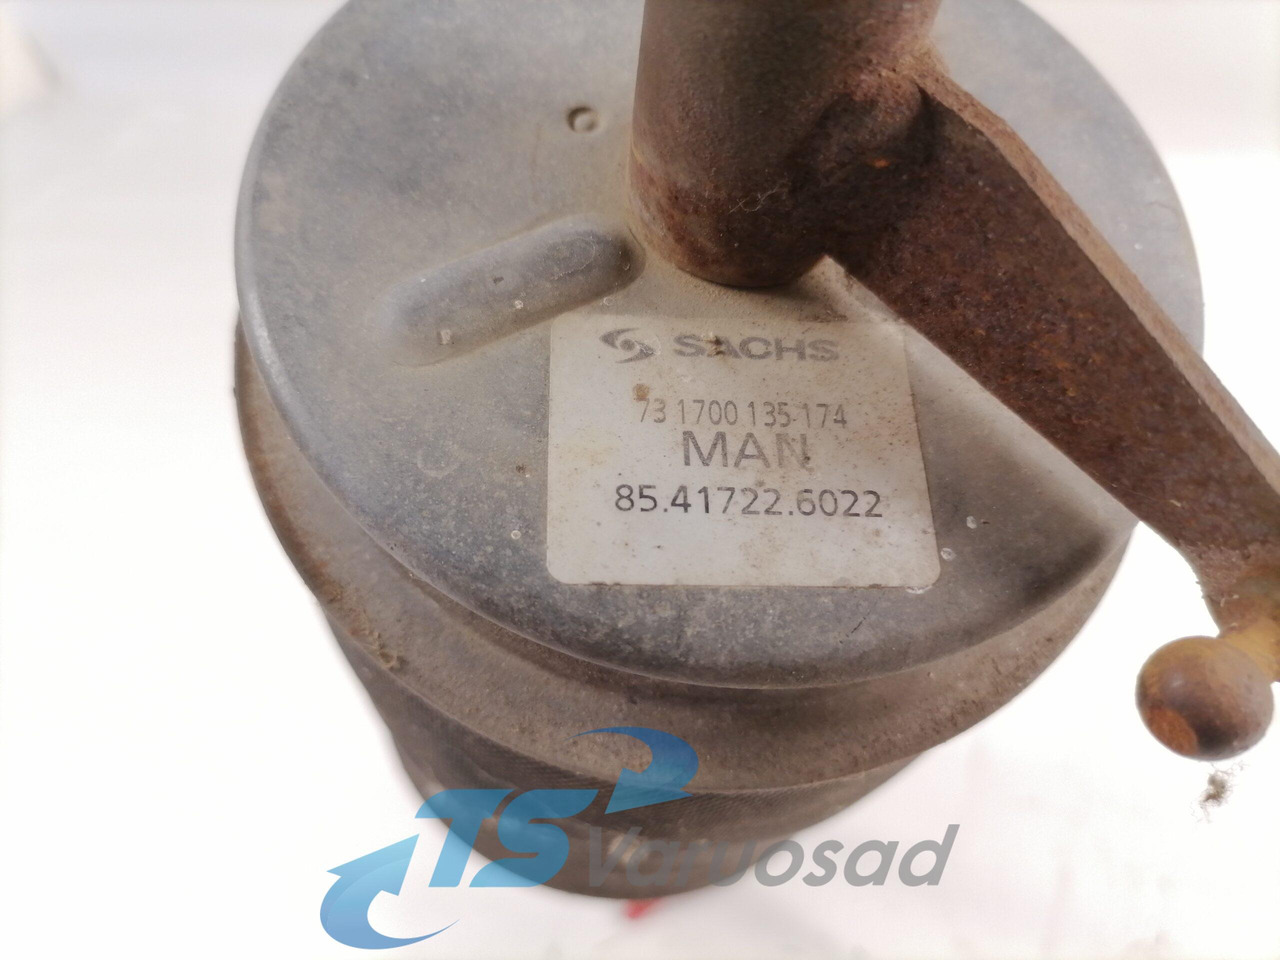 SACHS
73 1700 135 174
MAN
85.41722.6022
TS Varuosad